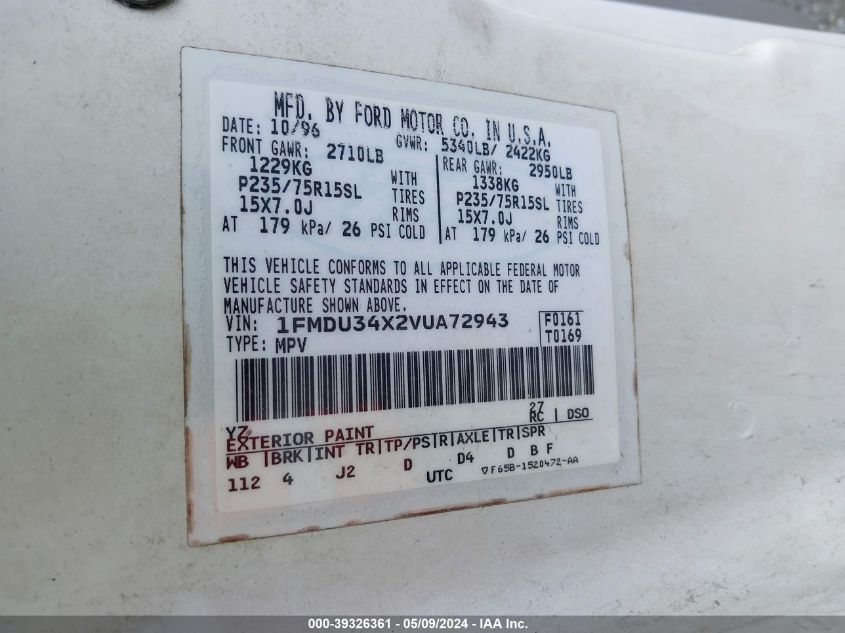 MFD. BY FORD MOTOR CO. IN U.S.A.
DATE: 10/96 GVWR: 5340LB/ 2422KG
FRONT GAWR: 2710LB REAR GAWR: 2950LB
1229KG WITH 1338KG WITH
P235/75R15SL TIRES P235/75R15SL TIRES
15X7.0J RIMS 15X7.0J RIMS
AT 179 kPa/ 26 PSI COLD AT 179 kPa/ 26 PSI COLD
THIS VEHICLE CONFORMS TO ALL APPLICABLE FEDERAL MOTOR
VEHICLE SAFETY STANDARDS IN EFFECT ON THE DATE OF
MANUFACTURE SHOWN ABOVE.
VIN: 1FMDU34X2VUA72943 F0161
TYPE: MPV T0169
YZ 27
EXTERIOR PAINT RC | DSO
WB |BRK|INT TR|TP/PS|R|AXLE|TR|SPR
112 4 J2 D D4 D B F
UTC ▽F65B-1520472-AA
000-39326361 - 05/09/2024 - IAAI INC.